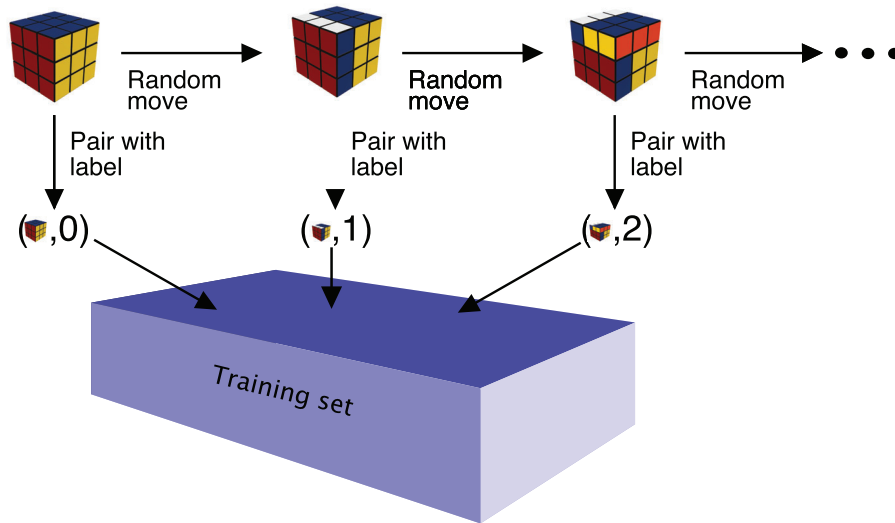 Random
move
Random
move
Random
move
Pair with
label
Pair with
label
Pair with
label
( ,0)
( ,1)
( ,2)
Training set